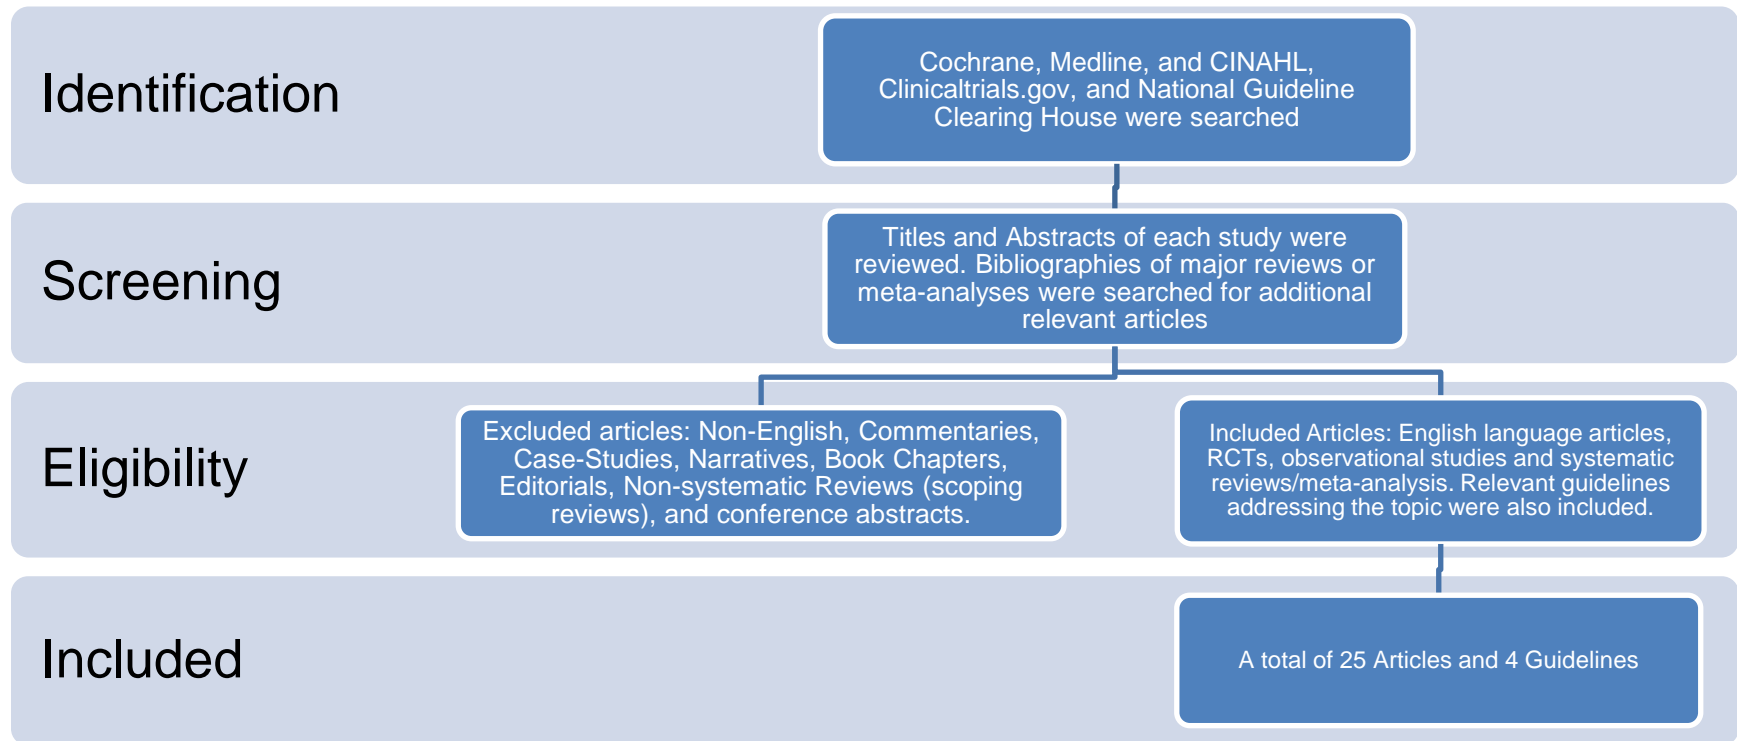 Identification
Cochrane, Medline, and CINAHL,
Clinicaltrials.gov, and National Guideline
Clearing House were searched
Screening
Titles and Abstracts of each study were
reviewed. Bibliographies of major reviews or
meta-analyses were searched for additional
relevant articles
Eligibility
Excluded articles: Non-English, Commentaries,
Case-Studies, Narratives, Book Chapters,
Editorials, Non-systematic Reviews (scoping
reviews), and conference abstracts.
Included Articles: English language articles,
RCTs, observational studies and systematic
reviews/meta-analysis. Relevant guidelines
addressing the topic were also included.
Included
A total of 25 Articles and 4 Guidelines